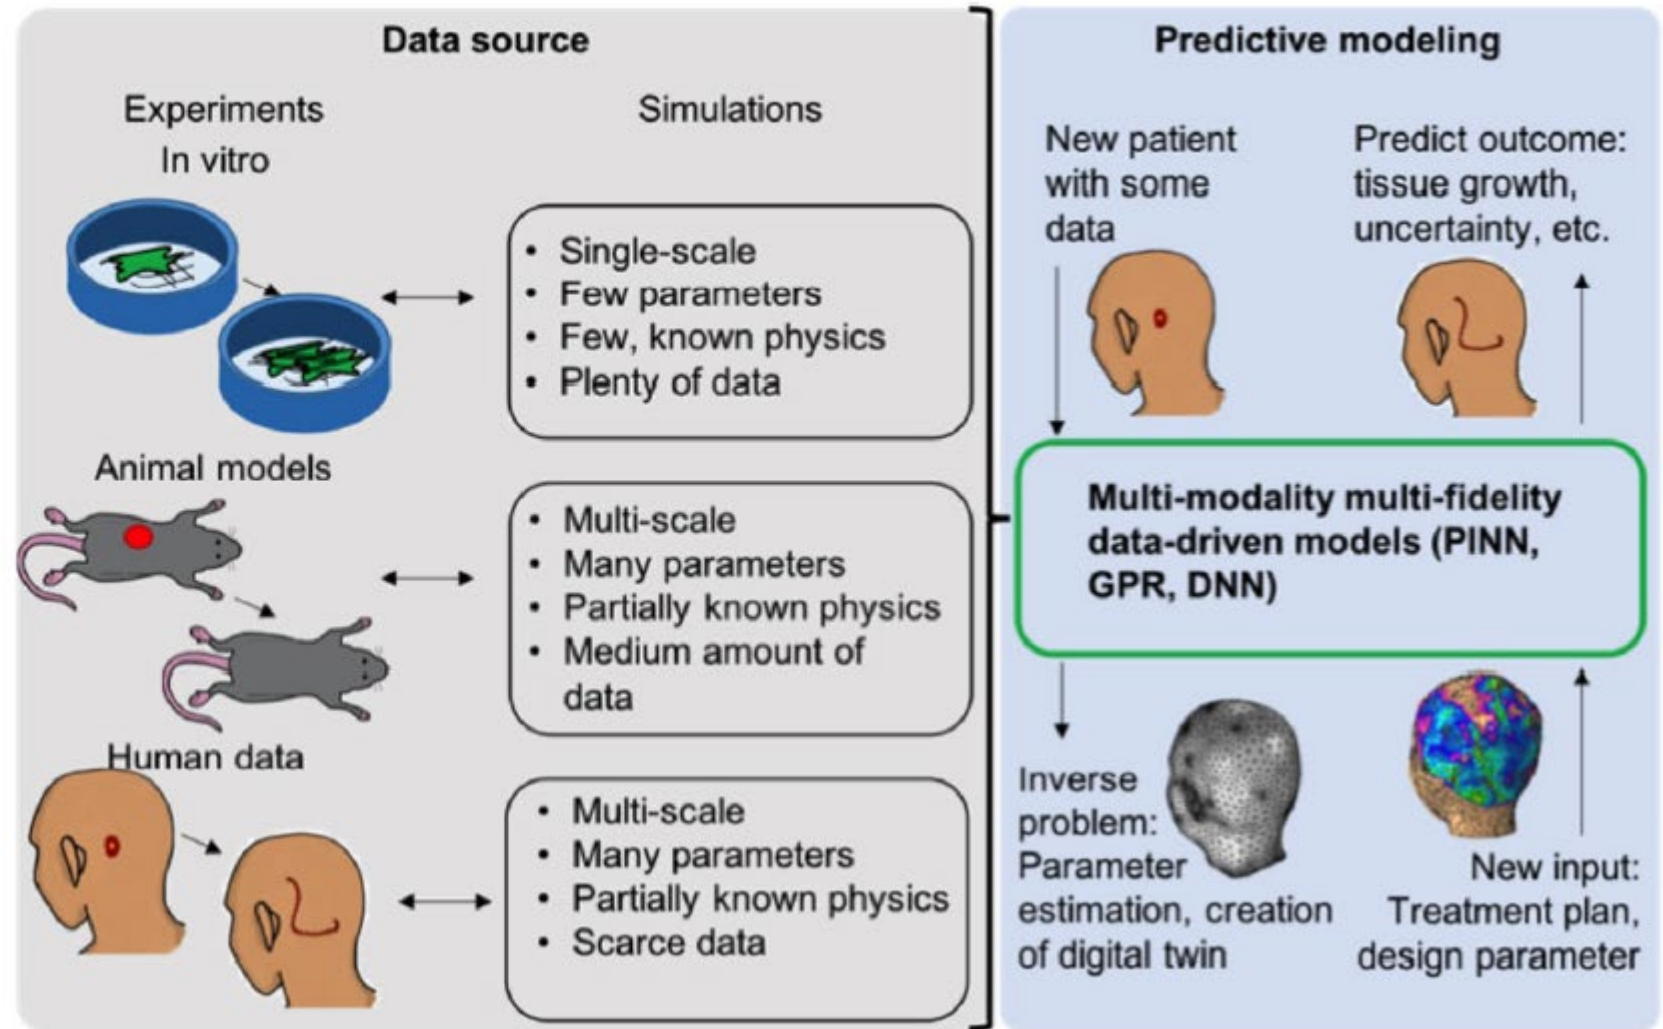 Data source
Experiments
In vitro
Simulations
• Single-scale
• Few parameters
• Few, known physics
• Plenty of data
Animal models
• Multi-scale
• Many parameters
• Partially known physics
• Medium amount of
data
Human data
• Multi-scale
• Many parameters
• Partially known physics
• Scarce data
Predictive modeling
New patient
with some
data
Predict outcome:
tissue growth,
uncertainty, etc.
Multi-modality multi-fidelity
data-driven models (PINN,
GPR, DNN)
Inverse
problem:
Parameter
estimation, creation
of digital twin
New input:
Treatment plan,
design parameter